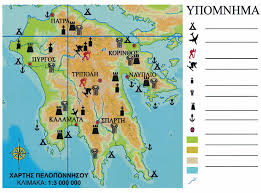 ΥΠΟΜΝΗΜΑ
ΠΑΤΡΑ
ΚΟΡΙΝΘΟΣ
ΠΥΡΓΟΣ
ΤΡΙΠΟΛΗ
ΝΑΥΠΛΙΟ
ΚΑΛΑΜΑΤΑ
ΣΠΑΡΤΗ
ΧΑΡΤΗΣ ΠΕΛΟΠΟΝΝΗΣΟΥ
ΚΛΙΜΑΚΑ: 1:3 000 000